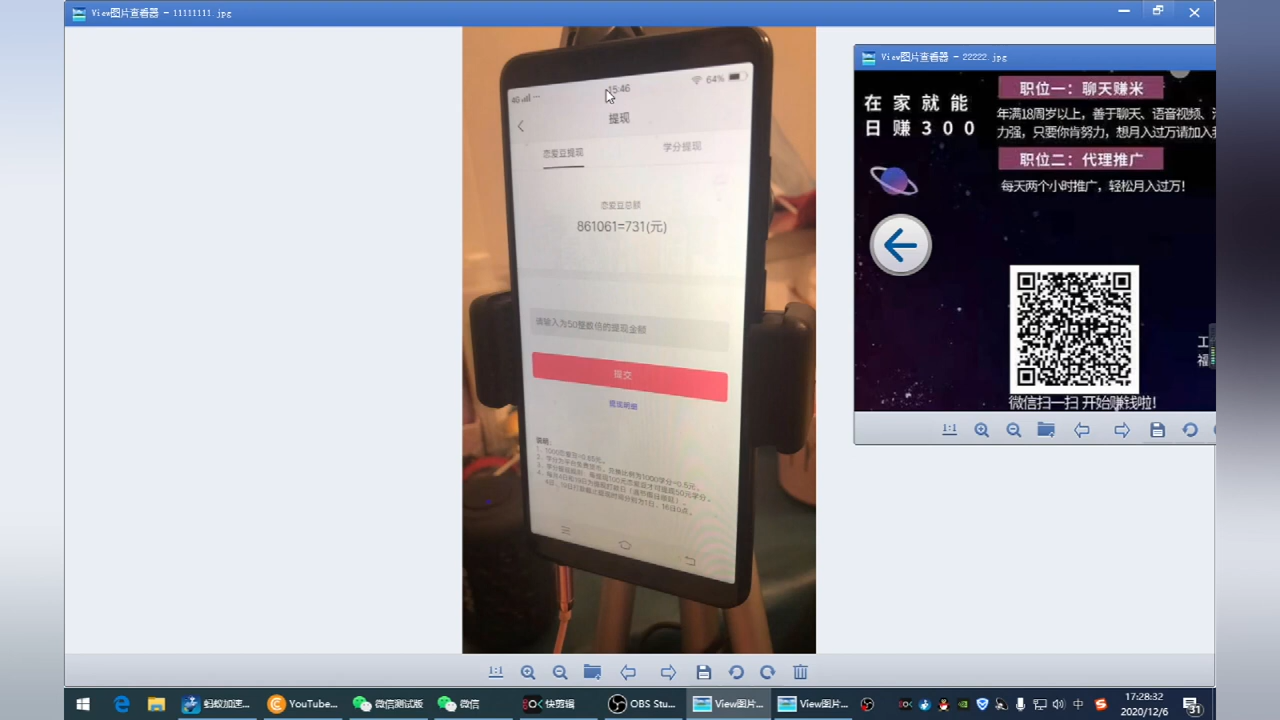 View图片查看器 - 11111111.jpg
4G
15:46
64%
提现
恋爱豆提现
学分提现
恋爱豆总额
861061=731(元)
请输入为50整数倍的提现金额
提交
提现明细
说明:
View图片查看器 - 22222.jpg
在家就能
日赚300
职位一：聊天赚米
年满18周岁以上，善于聊天、语音视频、
力强，只要你肯努力，想月入过万请加入
职位二：代理推广
每天两个小时推广，轻松月入过万！
工
福
微信扫一扫 开始赚钱啦!
1:1
1:1
蚂蚁加速...
YouTube...
微信测试版
微信
快剪辑
OBS Stu...
View图片...
View图片...
中
17:28:32
2020/12/6
31